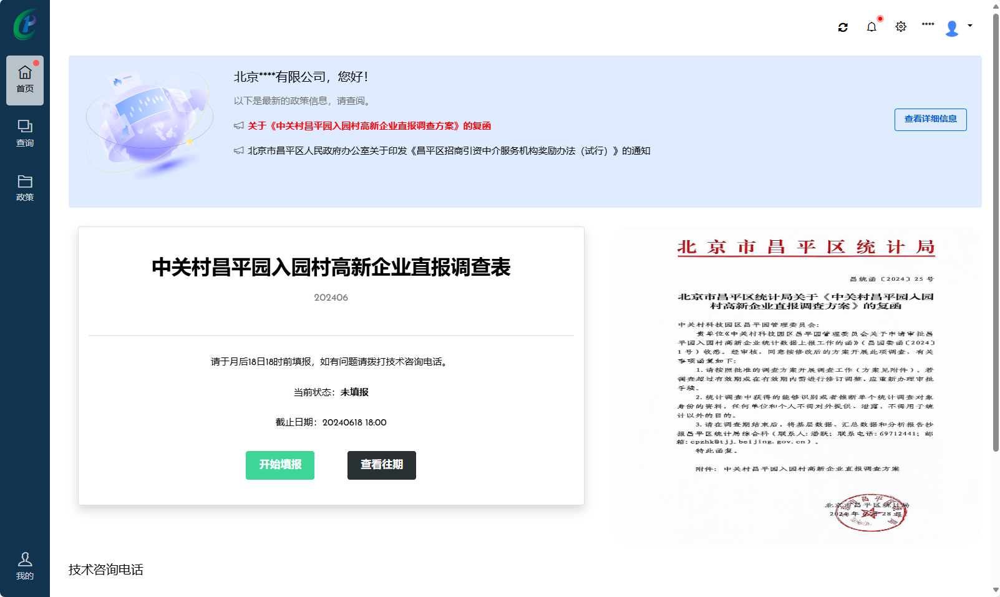 首页
查询
政策
我的
****
北京****有限公司，您好！
以下是最新的政策信息，请查阅。
关于《中关村昌平园入园村高新企业直报调查方案》的复函
北京市昌平区人民政府办公室关于印发《昌平区招商引资中介服务机构奖励办法（试行）》的通知
查看详细信息
中关村昌平园入园村高新企业直报调查表
202406
请于月后18日18时前填报，如有问题请拨打技术咨询电话。
当前状态：未填报
截止日期：20240618 18:00
开始填报
查看往期
北京市昌平区统计局
昌统函〔2024〕25号
北京市昌平区统计局关于《中关村昌平园入园
村高新企业直报调查方案》的复函
中关村科技园区昌平园管理委员会：
贵单位《中关村科技园区昌平园管理委员会关于申请审批昌
平园入园村高新企业统计数据上报工作的函》（昌园委函〔2024〕
1号）收悉。经审核，同意按修改后的方案开展此项调查，有关
事项函复如下：
1.请按照批准的调查方案开展调查工作（方案见附件）。若
调查超过有效期或在有效期内需进行修订调整，应重新办理审批
手续。
2.统计调查中获得的能够识别或者推断单个统计调查对象
身份的资料，任何单位和个人不得对外提供、泄露，不得用于统
计以外的目的。
3.请在调查期结束后，将基层数据、汇总数据和分析报告抄
报昌平区统计局综合科（联系人：潘跃；联系电话：69712441；邮
箱：cpzhk@tjj.beijing.gov.cn）。
特此函复。
附件：中关村昌平园入园村高新企业直报调查方案
北京市昌平区统计局
技术咨询电话